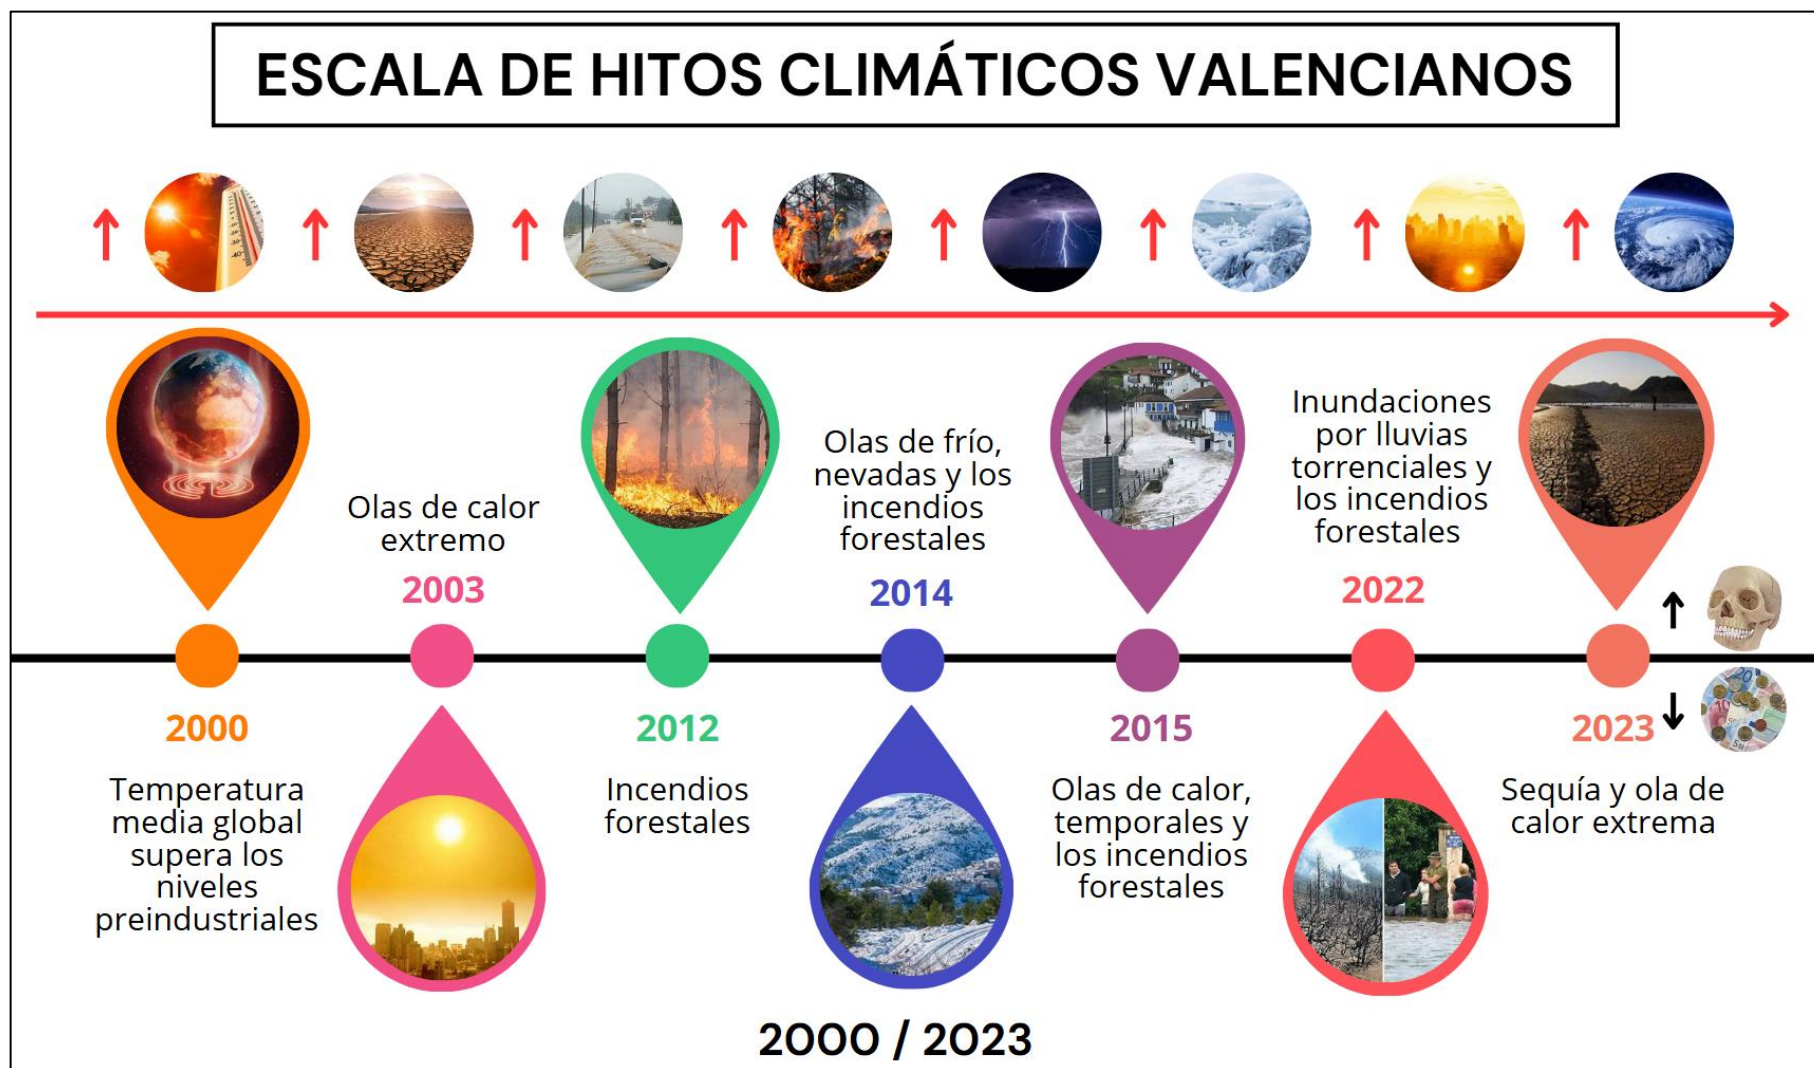 ESCALA DE HITOS CLIMÁTICOS VALENCIANOS
2000
Temperatura
media global
supera los
niveles
preindustriales
Olas de calor
extremo
2003
2012
Incendios
forestales
Olas de frío,
nevadas y los
incendios
forestales
2014
2015
Olas de calor,
temporales y
los incendios
forestales
Inundaciones
por lluvias
torrenciales y
los incendios
forestales
2022
2023
Sequía y ola de
calor extrema
2000 / 2023